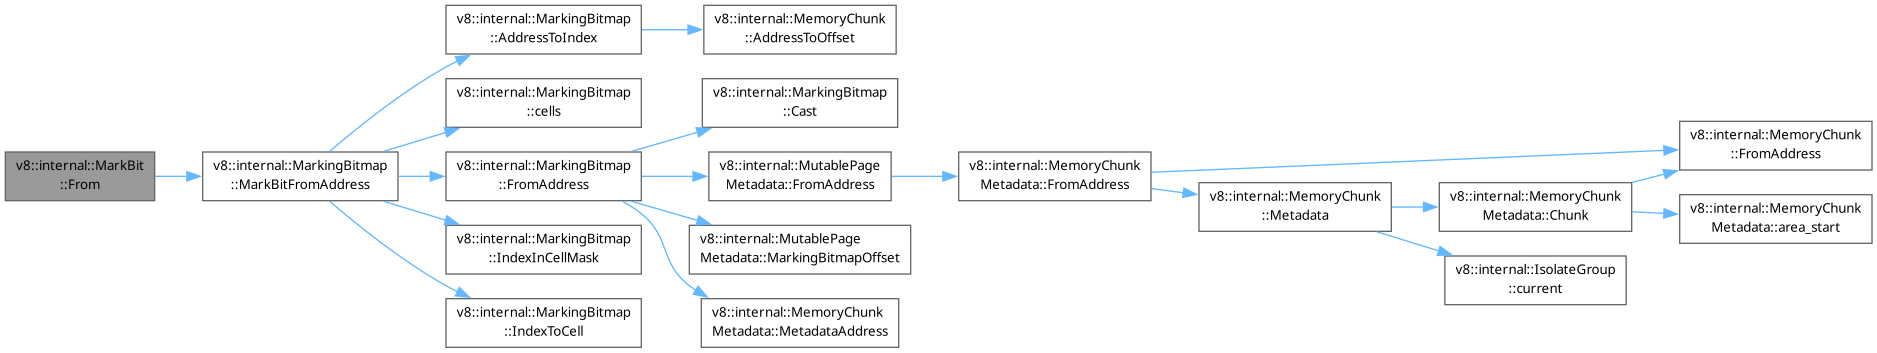 v8::internal::MarkBit
::From
v8::internal::MarkingBitmap
::MarkBitFromAddress
v8::internal::MarkingBitmap
::AddressToIndex
v8::internal::MemoryChunk
::AddressToOffset
v8::internal::MarkingBitmap
::cells
v8::internal::MarkingBitmap
::FromAddress
v8::internal::MarkingBitmap
::Cast
v8::internal::MutablePage
Metadata::FromAddress
v8::internal::MemoryChunk
Metadata::FromAddress
v8::internal::MemoryChunk
::FromAddress
v8::internal::MemoryChunk
::Metadata
v8::internal::MemoryChunk
Metadata::Chunk
v8::internal::MemoryChunk
Metadata::area_start
v8::internal::IsolateGroup
::current
v8::internal::MutablePage
Metadata::MarkingBitmapOffset
v8::internal::MemoryChunk
Metadata::MetadataAddress
v8::internal::MarkingBitmap
::IndexInCellMask
v8::internal::MarkingBitmap
::IndexToCell